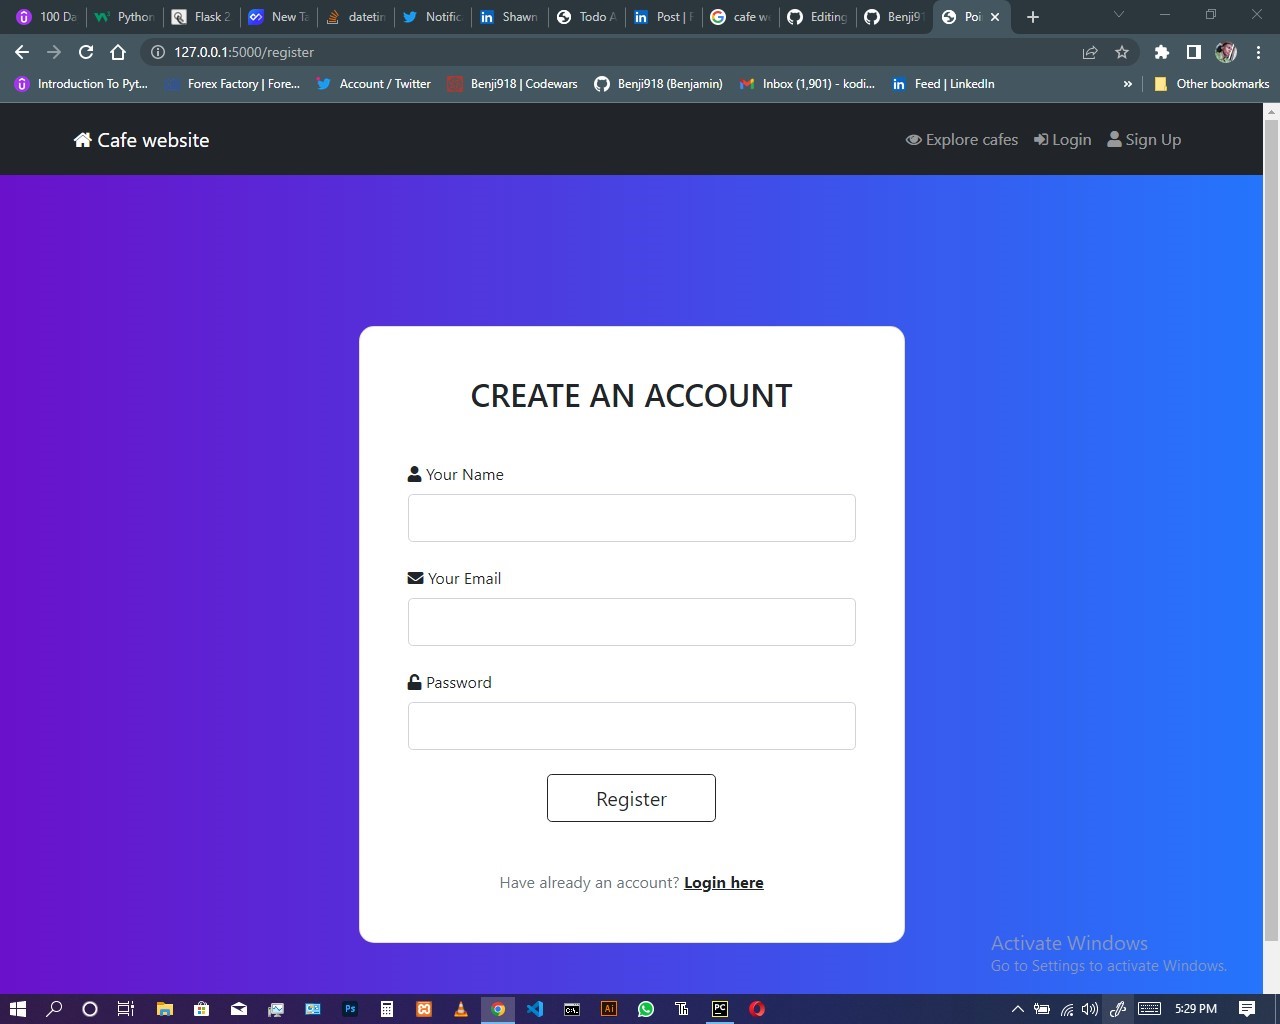 100 Da
Python
Flask 2
New Ta
datetin
Notific
Shawn
Todo A
Post | F
cafe w
Editing
Benji91
Poi
127.0.0.1:5000/register
Introduction To Pyt...
Forex Factory | Fore...
Account / Twitter
Benji918 | Codewars
Benji918 (Benjamin)
Inbox (1,901) - kodi...
Feed | LinkedIn
»
Other bookmarks
Cafe website
Explore cafes
Login
Sign Up
CREATE AN ACCOUNT
Your Name
Your Email
Password
Register
Have already an account? Login here
Activate Windows
Go to Settings to activate Windows.
5:29 PM